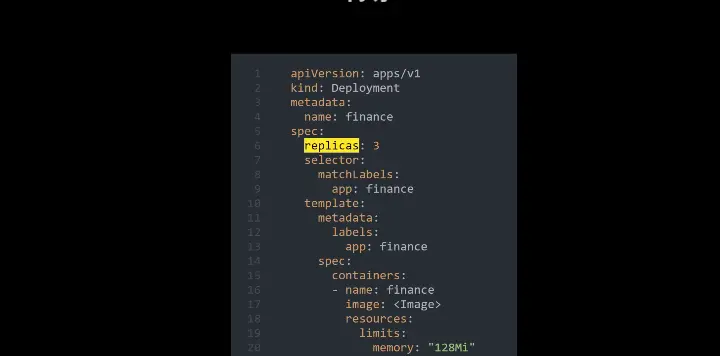 1 apiVersion: apps/v1
2 kind: Deployment
3 metadata:
4   name: finance
5 spec:
6   replicas: 3
7   selector:
8     matchLabels:
9       app: finance
10   template:
11     metadata:
12       labels:
13         app: finance
14     spec:
15       containers:
16       - name: finance
17         image: <Image>
18         resources:
19           limits:
20             memory: "128Mi"